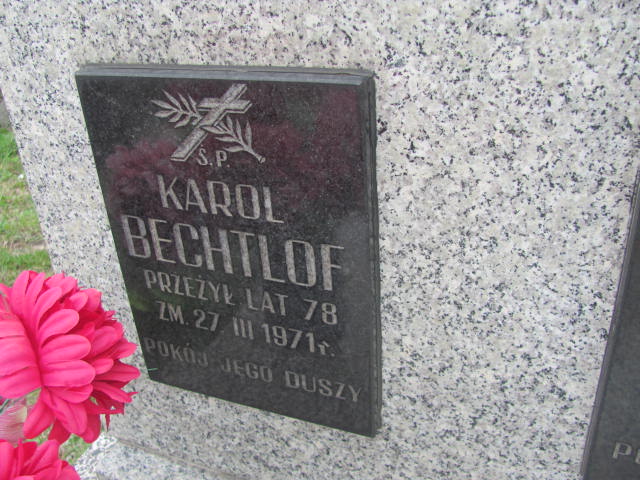 Ś.P.
KAROL
BECHTLOF
PRZEŻYŁ LAT 78
ZM. 27 III 1971 r.
POKÓJ JEGO DUSZY